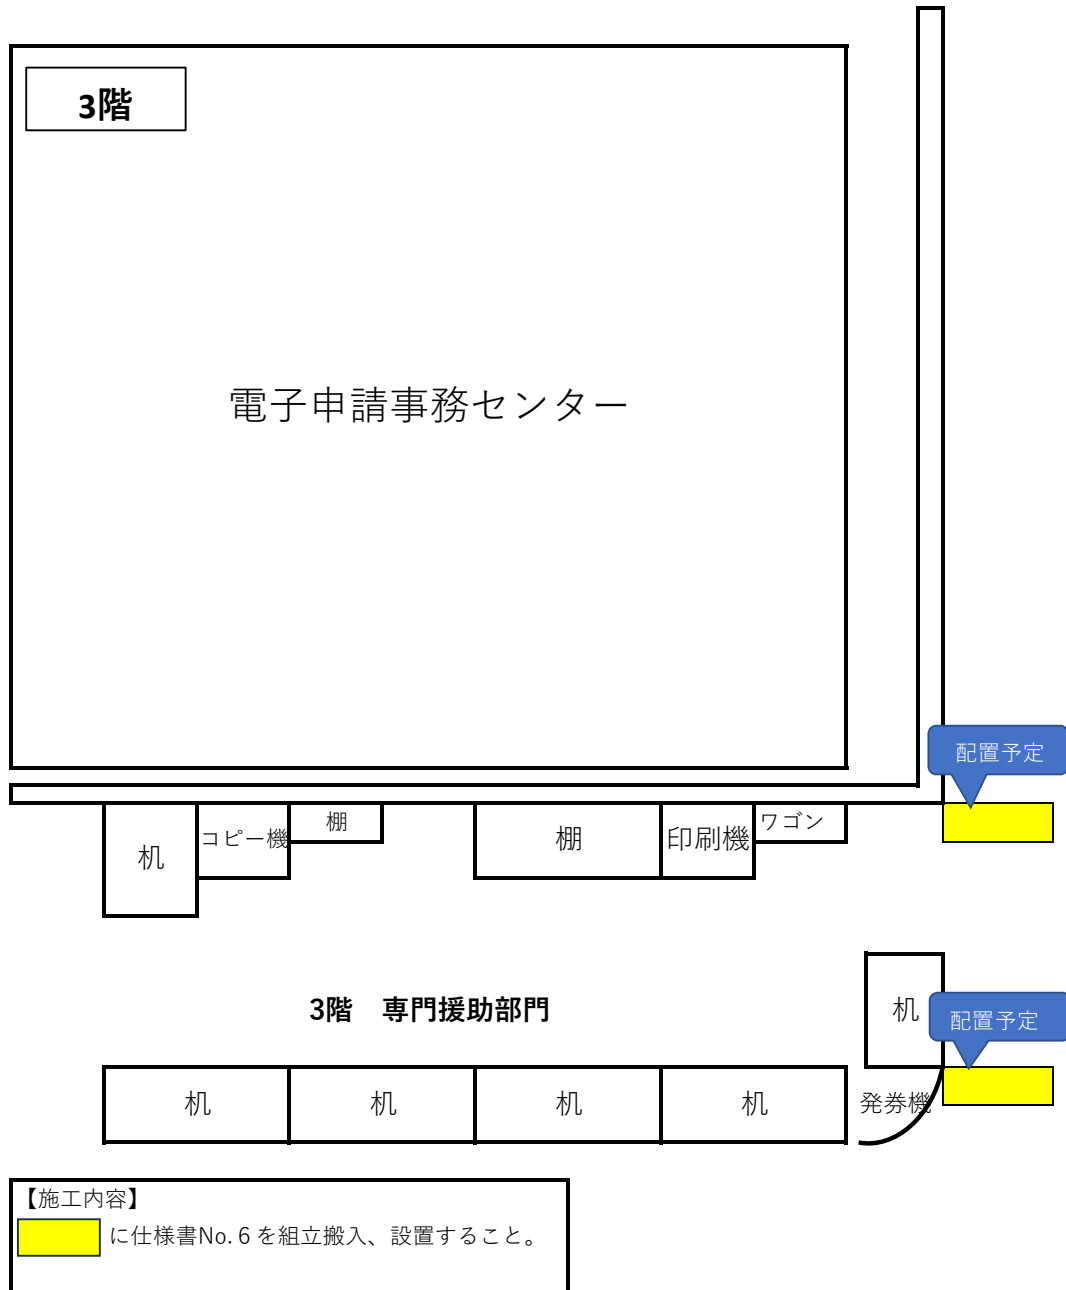 3階
電子申請事務センター
配置予定
机
コピー機
棚
棚
印刷機
ワゴン
3階　専門援助部門
机
配置予定
机
机
机
机
発券機
【施工内容】
に仕様書No.６を組立搬入、設置すること。